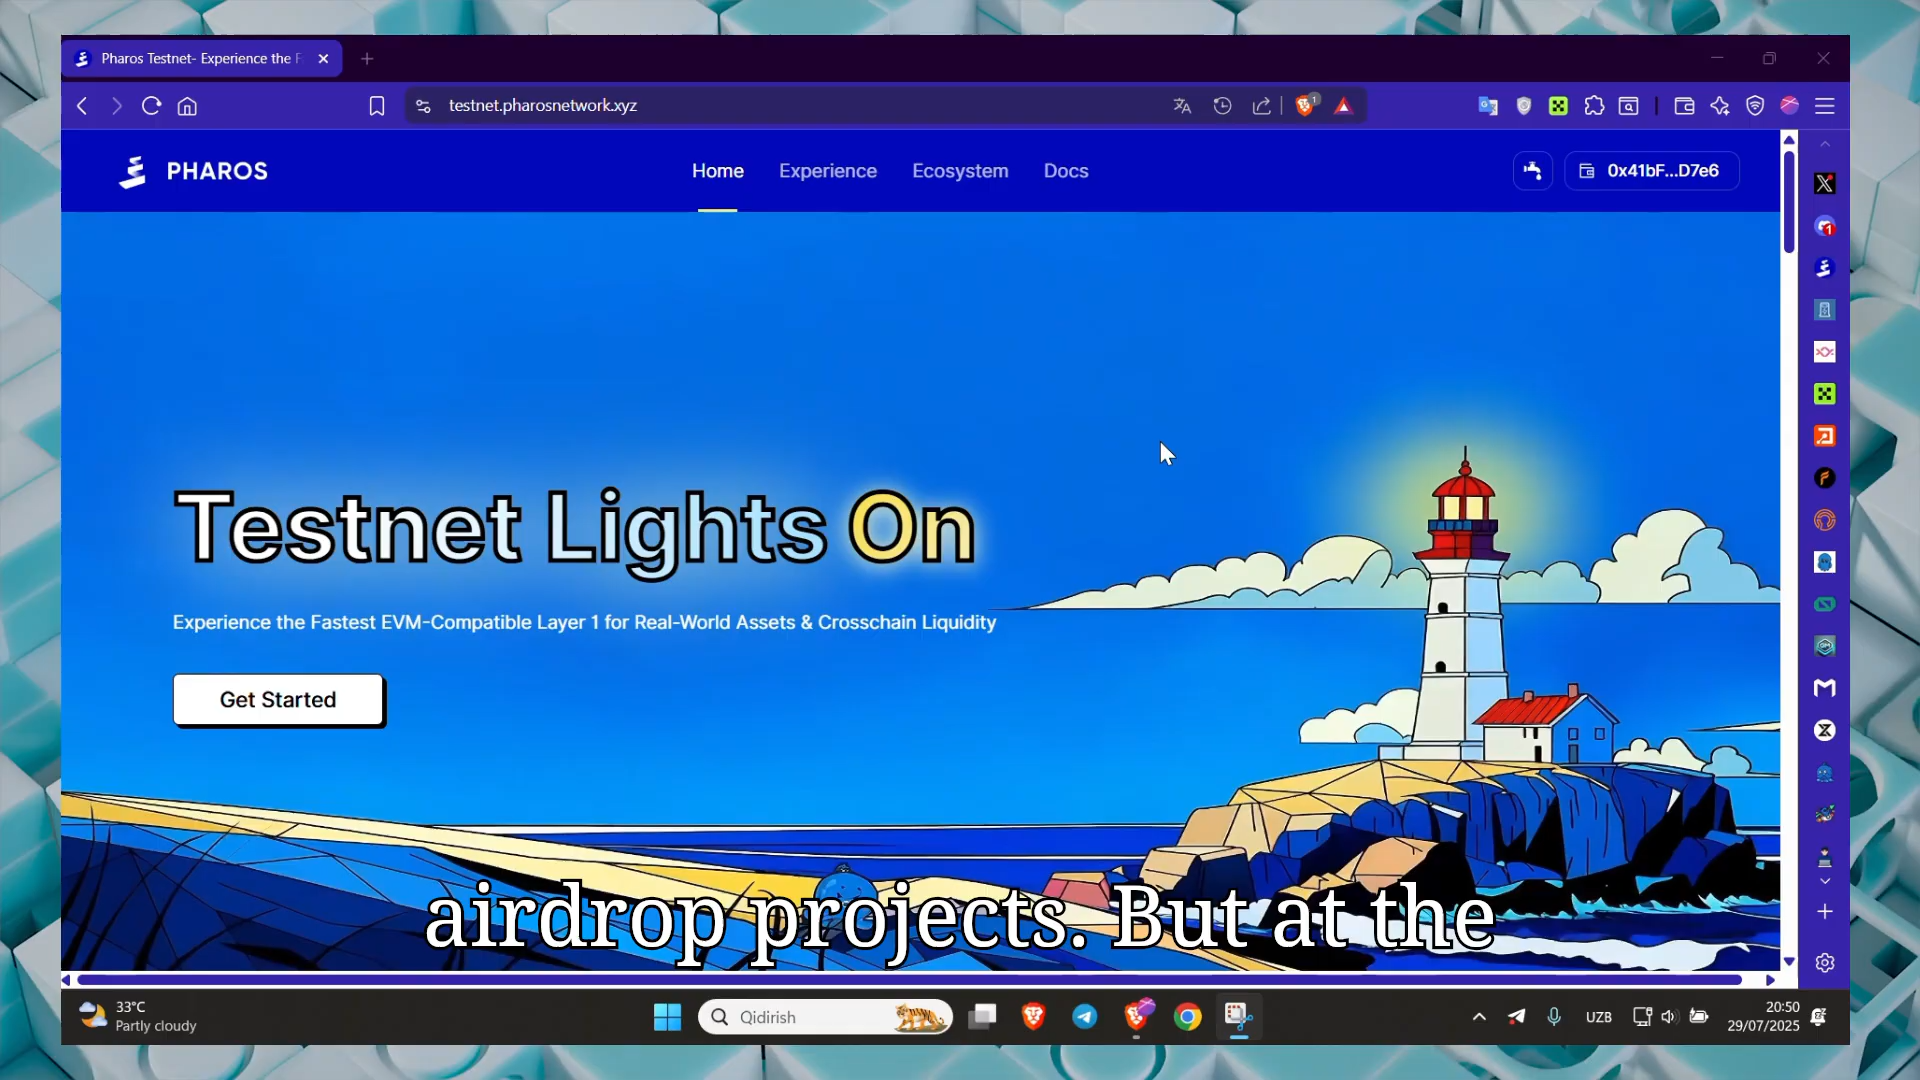 Pharos Testnet- Experience the F
testnet.pharosnetwork.xyz
1
PHAROS
Home
Experience
Ecosystem
Docs
0x41bF...D7e6
1
Testnet Lights On
Experience the Fastest EVM-Compatible Layer 1 for Real-World Assets & Crosschain Liquidity
Get Started
airdrop projects. But at the
33°C
Partly cloudy
Qidirish
UZB
20:50
29/07/2025